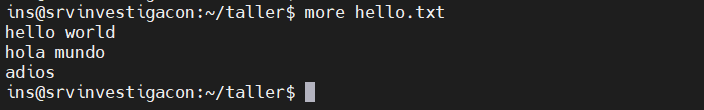 ins@srvinvestigacon:~/taller$ more hello.txt
hello world
hola mundo
adios
ins@srvinvestigacon:~/taller$